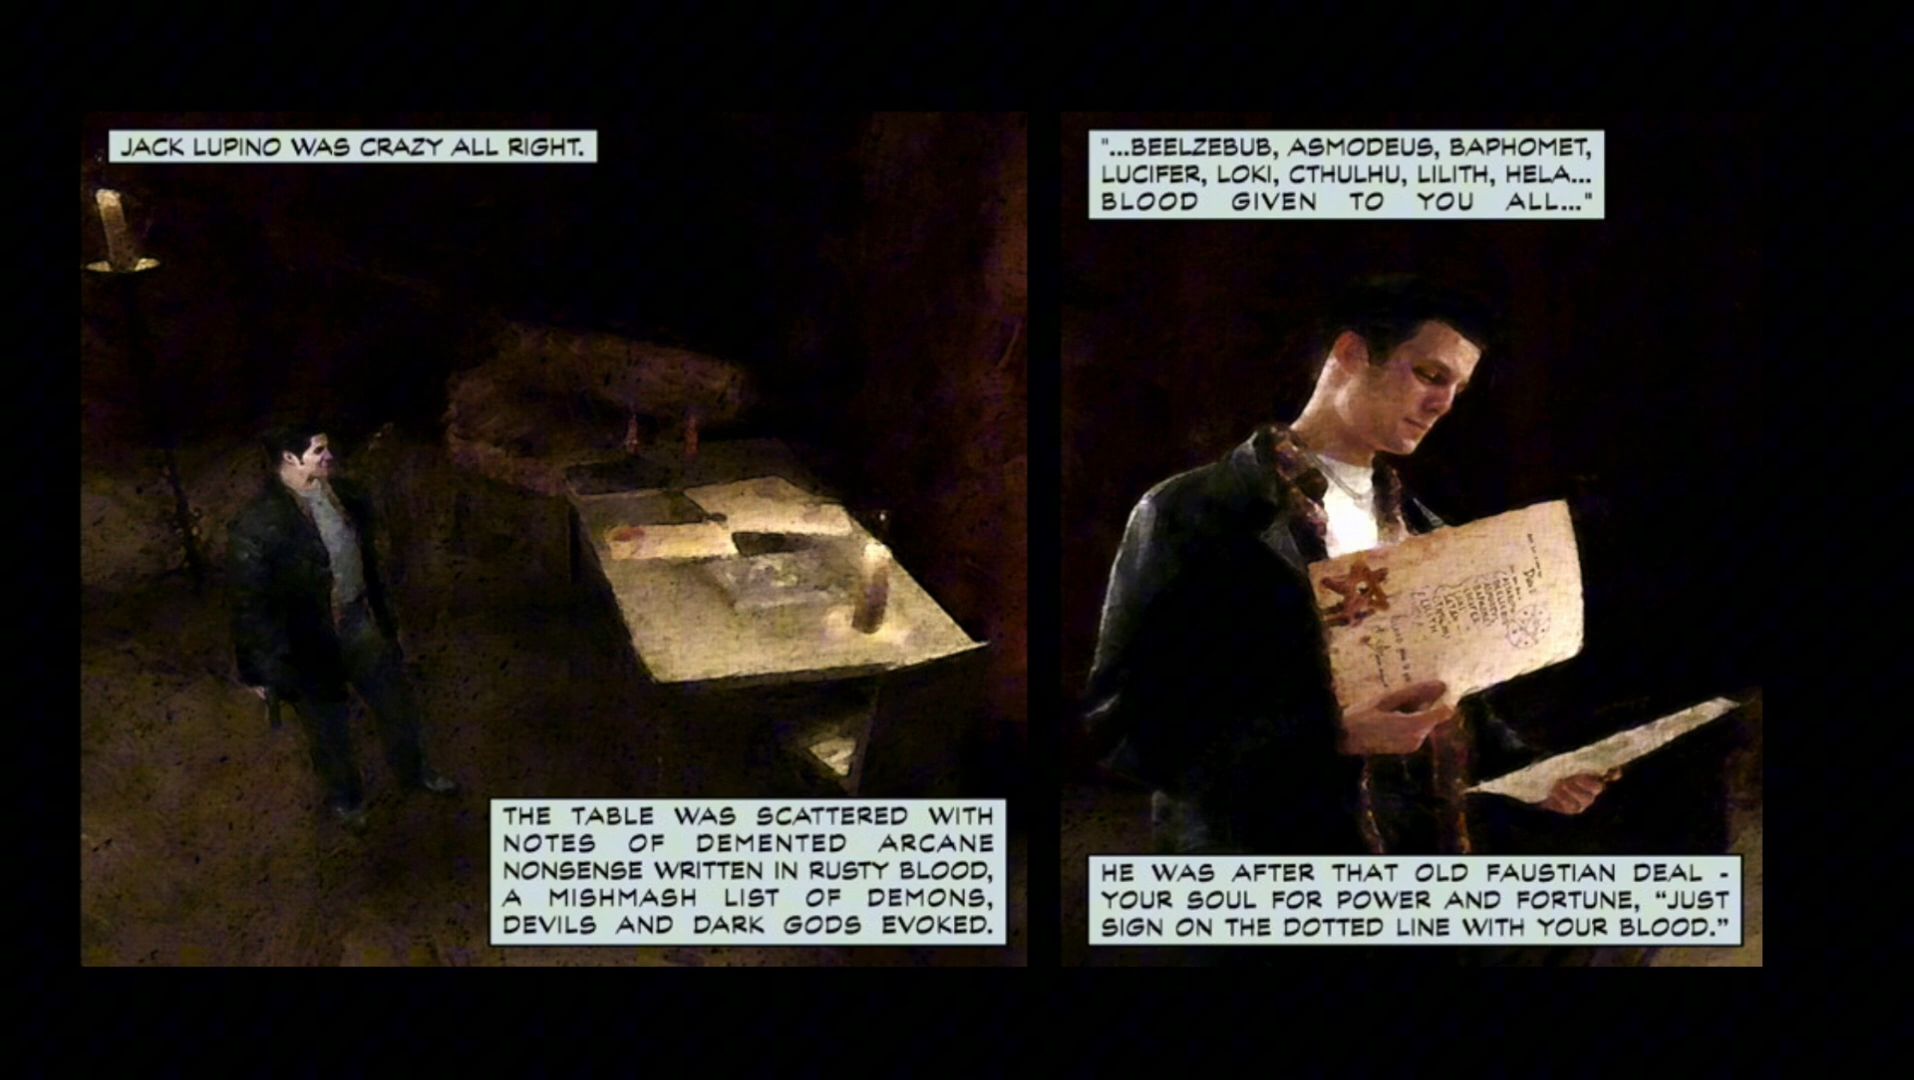 JACK LUPINO WAS CRAZY ALL RIGHT.
THE TABLE WAS SCATTERED WITH
NOTES OF DEMENTED ARCANE
NONSENSE WRITTEN IN RUSTY BLOOD,
A MISHMASH LIST OF DEMONS,
DEVILS AND DARK GODS EVOKED.
"...BEELZEBUB, ASMODEUS, BAPHOMET,
LUCIFER, LOKI, CTHULHU, LILITH, HELA...
BLOOD GIVEN TO YOU ALL..."
LILITH
HE WAS AFTER THAT OLD FAUSTIAN DEAL -
YOUR SOUL FOR POWER AND FORTUNE, “JUST
SIGN ON THE DOTTED LINE WITH YOUR BLOOD.”